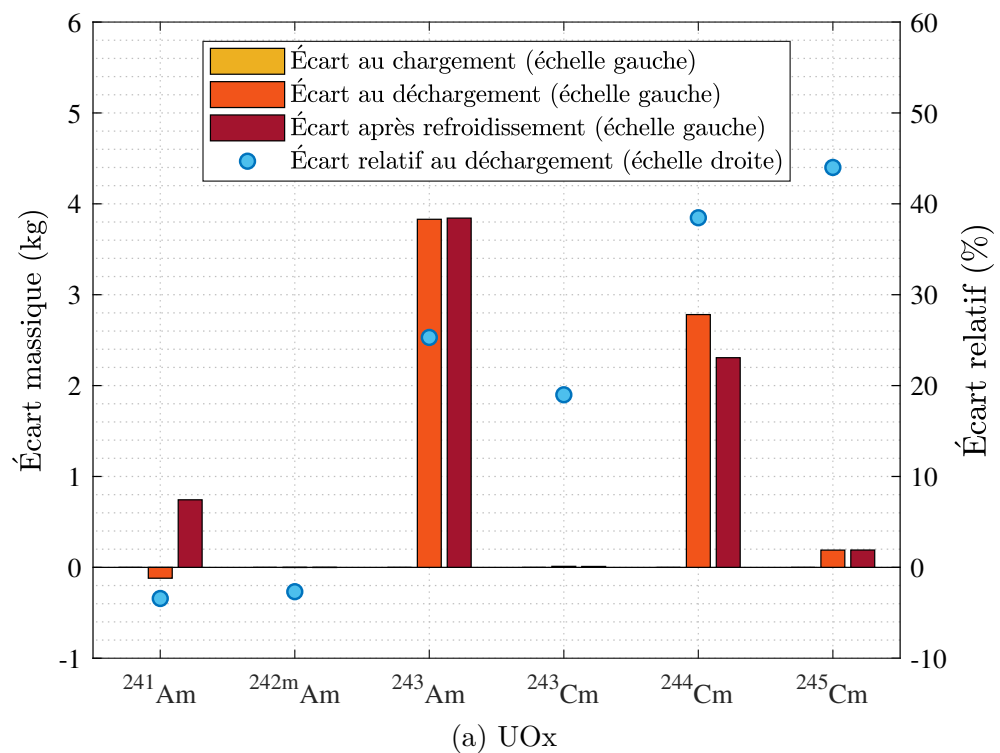 Écart au chargement (échelle gauche)
Écart au déchargement (échelle gauche)
Écart après refroidissement (échelle gauche)
Écart relatif au déchargement (échelle droite)
Écart massique (kg)
6
5
4
3
2
1
0
-1
60
50
40
30
20
10
0
-10
Écart relatif (%)
²⁴¹Am ²⁴²ᵐAm ²⁴³Am ²⁴³Cm ²⁴⁴Cm ²⁴⁵Cm
(a) UOx